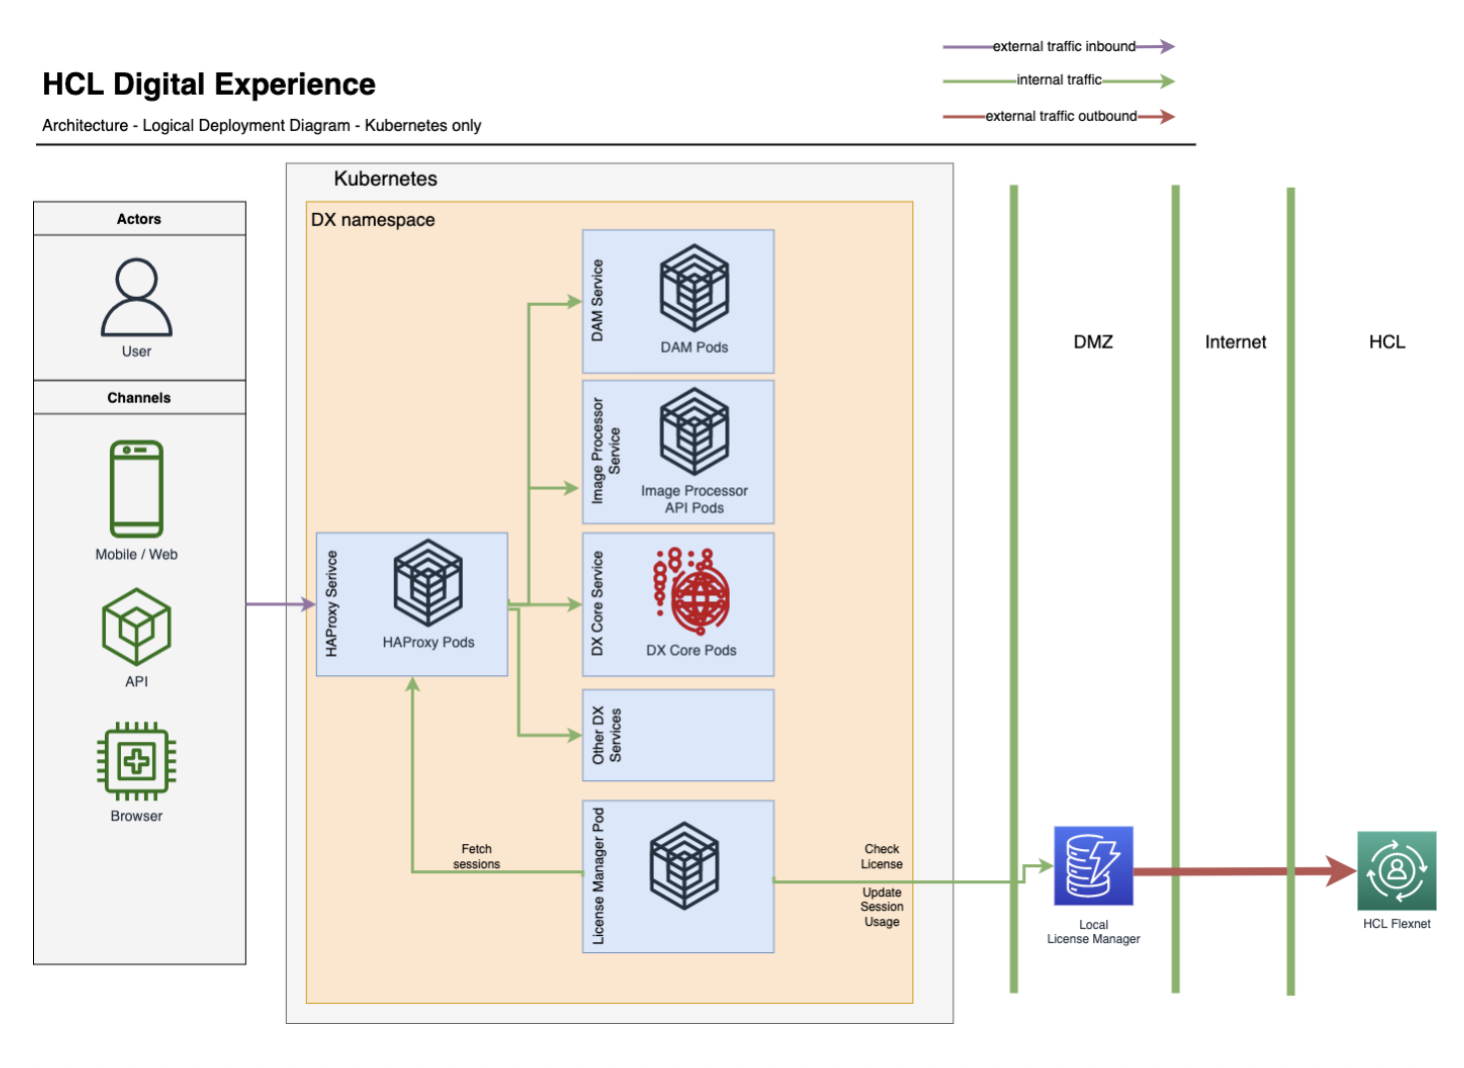 external traffic inbound
internal traffic
external traffic outbound
HCL Digital Experience
Architecture - Logical Deployment Diagram - Kubernetes only
Actors
User
Channels
Mobile / Web
API
Browser
Kubernetes
DX namespace
HAProxy Serivce
HAProxy Pods
DAM Service
DAM Pods
Image Processor
Service
Image Processor
API Pods
DX Core Service
DX Core Pods
Other DX
Services
License Manager Pod
Fetch
sessions
Check
License
Update
Session
Usage
DMZ
Internet
HCL
Local
License Manager
HCL Flexnet